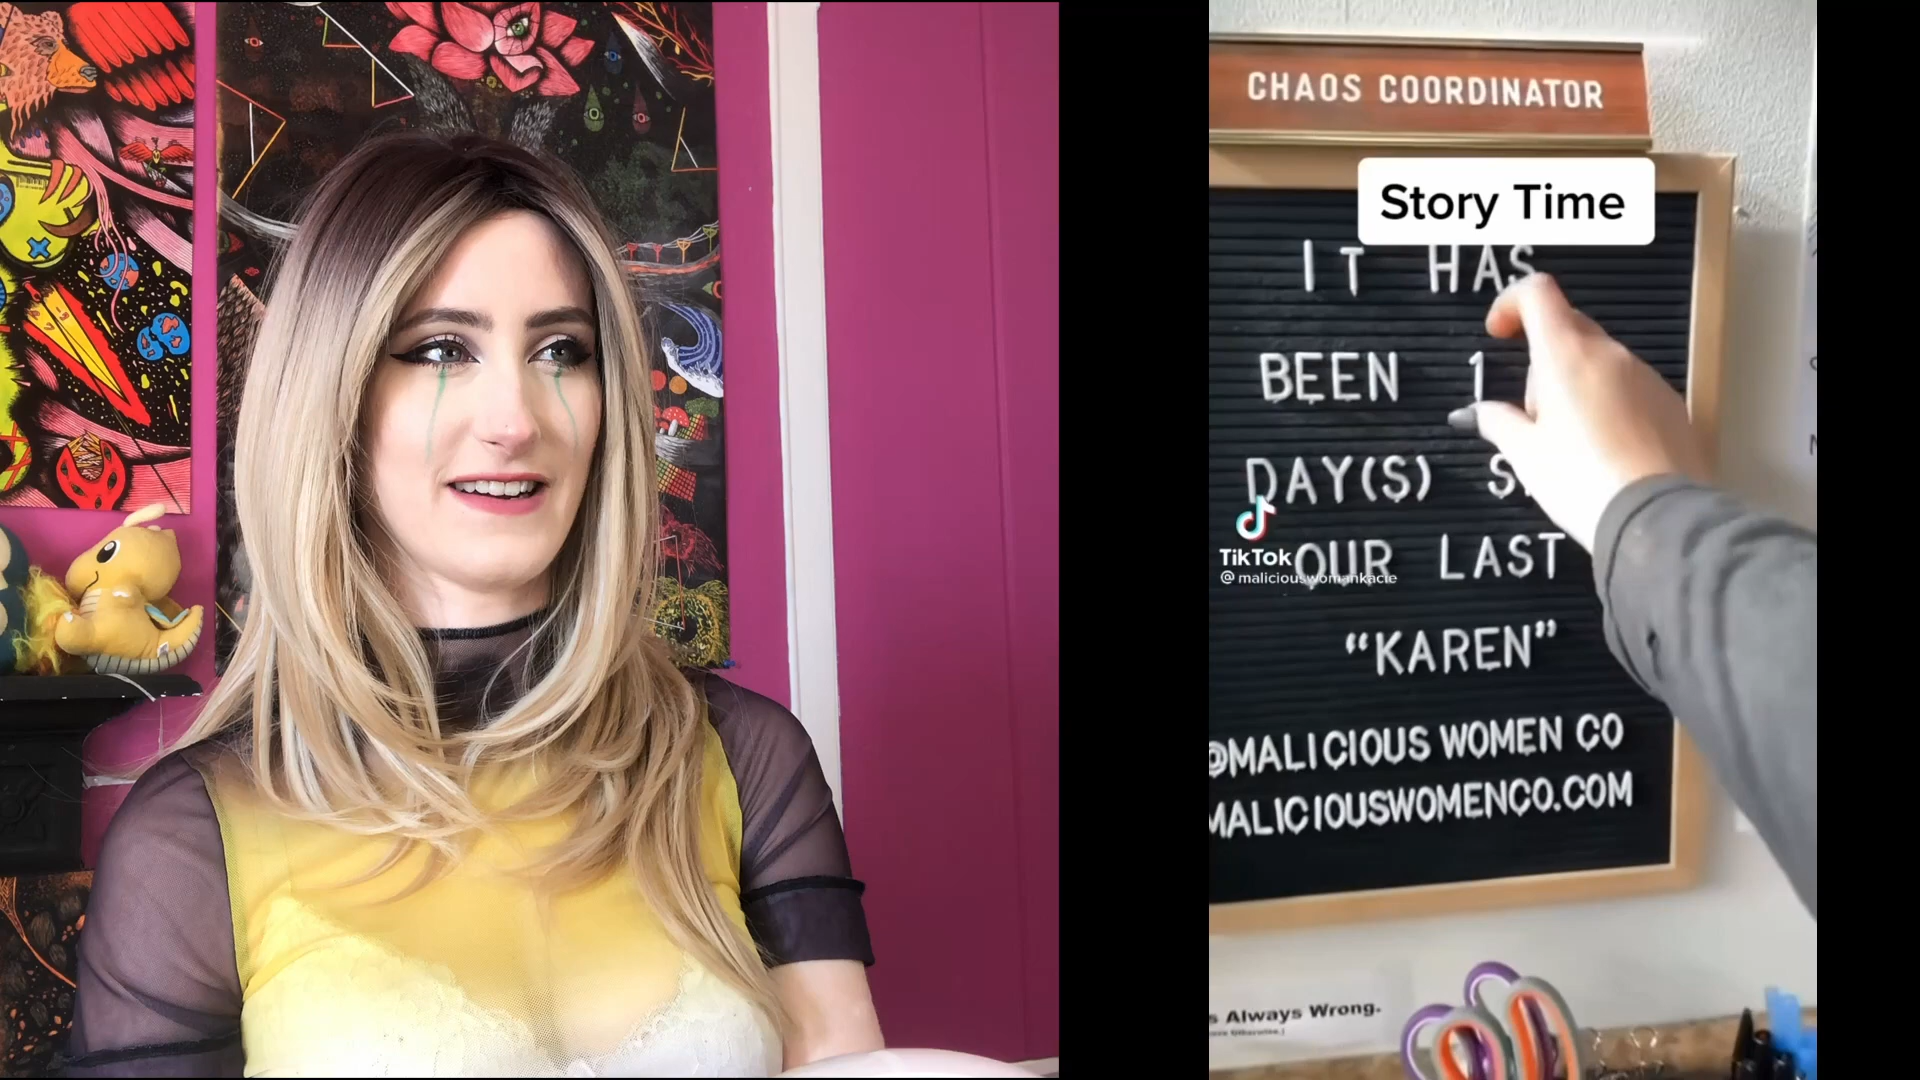 CHAOS COORDINATOR
Story Time
IT HAS
BEEN 1
DAY(S)
OUR LAST
“KAREN”
@MALICIOUS WOMEN CO
MALICIOUSWOMENCO.COM
TikTok
@maliciouswomankacie
s Always Wrong.